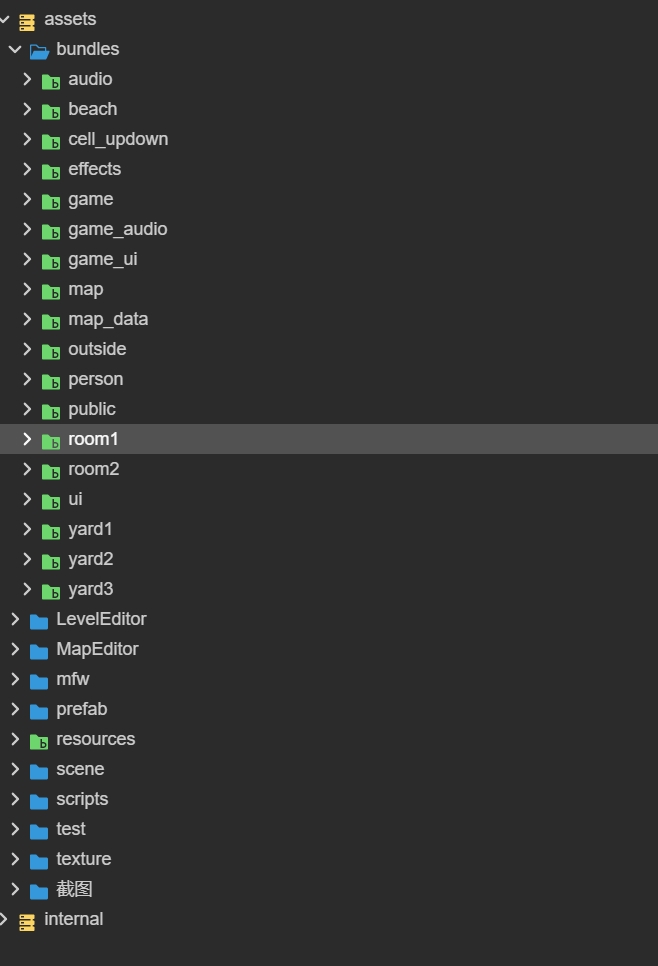 assets
bundles
audio
beach
cell_updown
effects
game
game_audio
game_ui
map
map_data
outside
person
public
room1
room2
ui
yard1
yard2
yard3
LevelEditor
MapEditor
mfw
prefab
resources
scene
scripts
test
texture
截图
internal